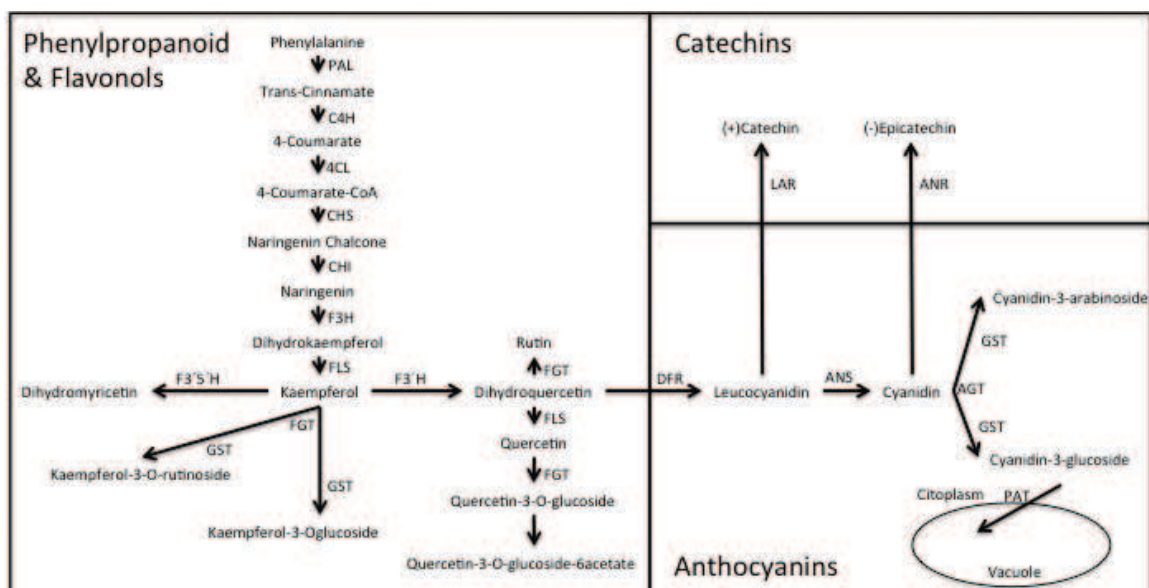 Phenylpropanoid
& Flavonols
Phenylalanine
PAL
Trans-Cinnamate
C4H
4-Coumarate
4CL
4-Coumarate-CoA
CHS
Naringenin Chalcone
CHI
Naringenin
F3H
Dihydrokaempferol
FLS
Dihydromyricetin
F3´5´H
Kaempferol
F3´H
Dihydroquercetin
Rutin
FGT
FLS
Quercetin
FGT
Quercetin-3-O-glucoside
Quercetin-3-O-glucoside-6acetate
FGT
GST
Kaempferol-3-O-rutinoside
GST
Kaempferol-3-Oglucoside
Catechins
(+)Catechin
(-)Epicatechin
LAR
ANR
DFR
Leucocyanidin
ANS
Cyanidin
Cyanidin-3-arabinoside
GST
AGT
GST
Cyanidin-3-glucoside
Citoplasm
PAT
Vacuole
Anthocyanins